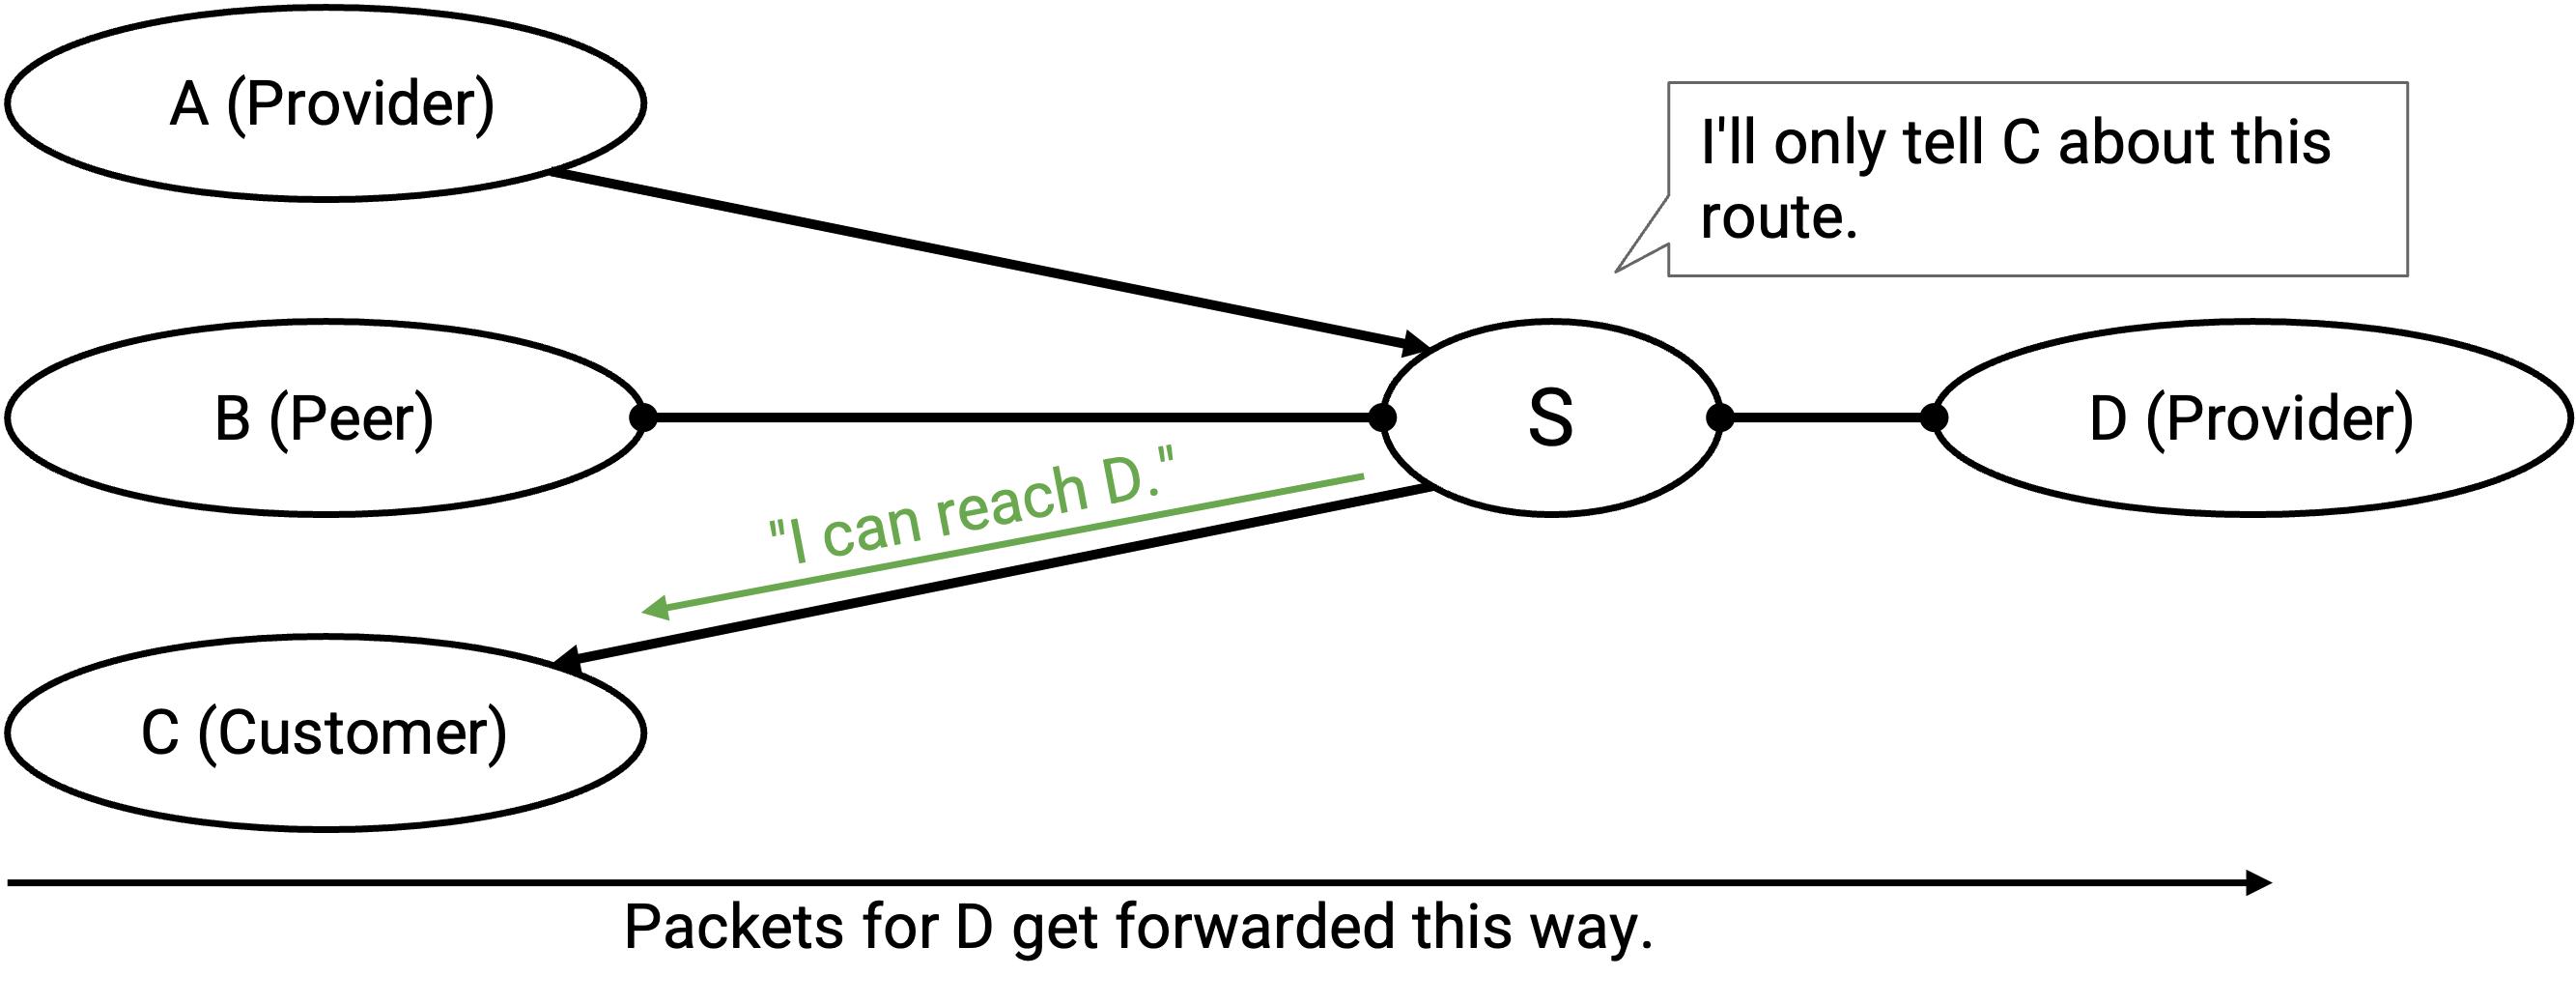 A (Provider)
I'll only tell C about this
route.
B (Peer)
S
D (Provider)
"I can reach D."
C (Customer)
Packets for D get forwarded this way.